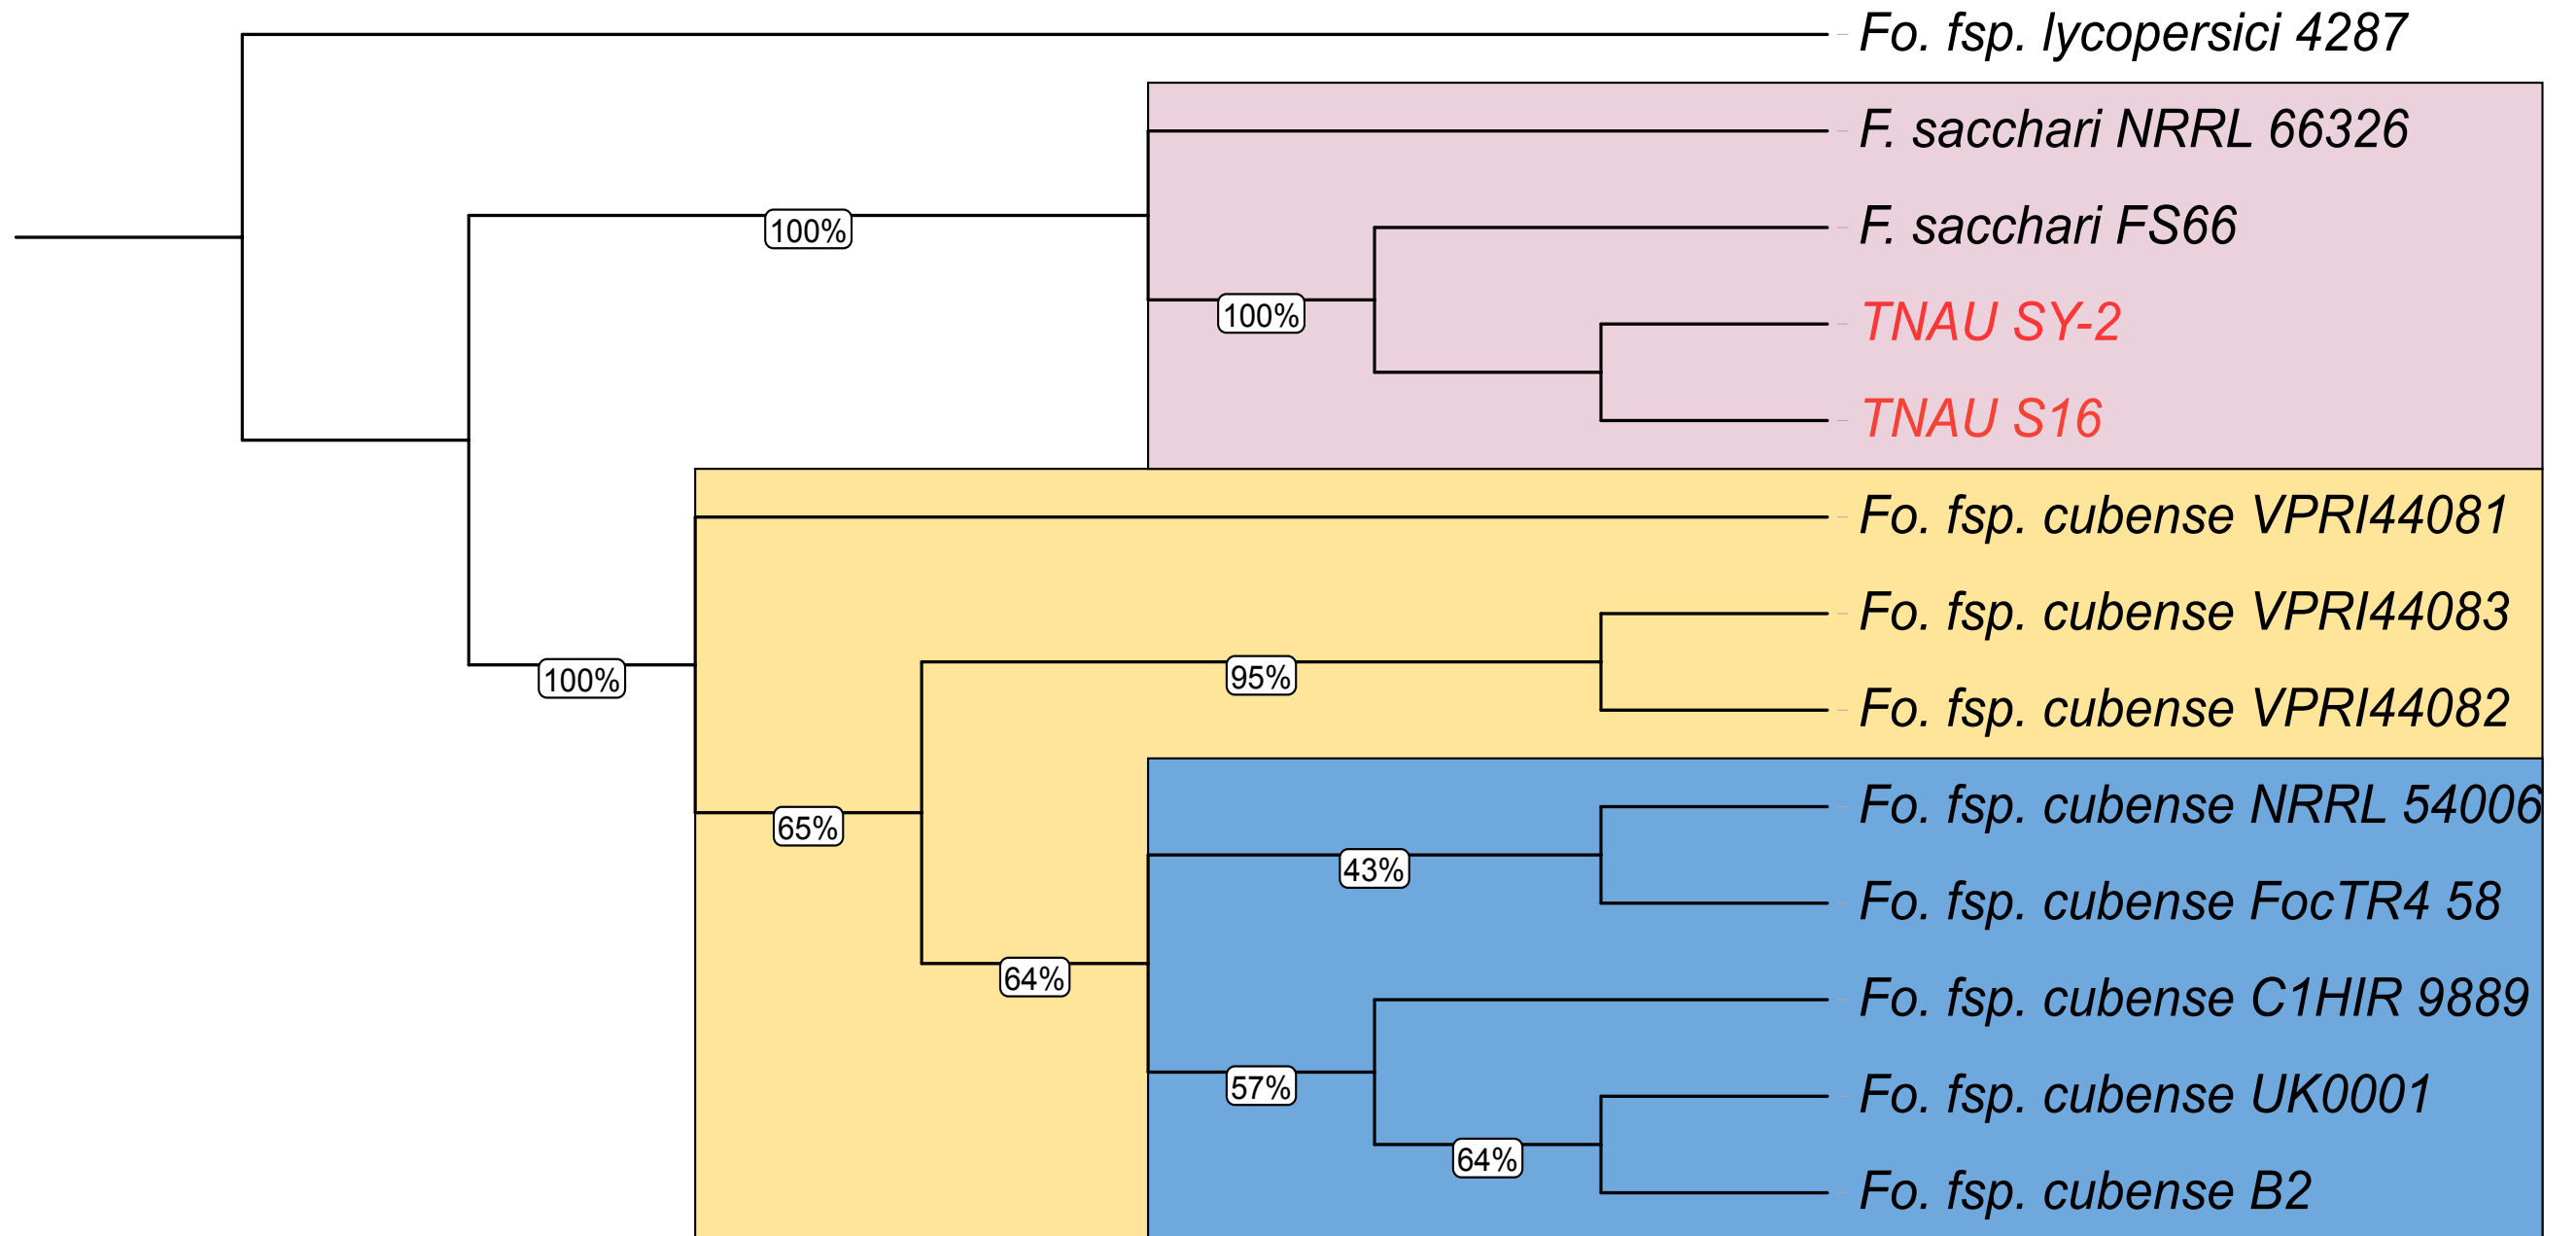 Fo. fsp. lycopersici 4287
F. sacchari NRRL 66326
100%
F. sacchari FS66
100%
TNAU SY-2
TNAU S16
Fo. fsp. cubense VPRI44081
Fo. fsp. cubense VPRI44083
100%
95%
Fo. fsp. cubense VPRI44082
65%
Fo. fsp. cubense NRRL 54006
43%
Fo. fsp. cubense FocTR4 58
64%
Fo. fsp. cubense C1HIR 9889
57%
Fo. fsp. cubense UK0001
64%
Fo. fsp. cubense B2